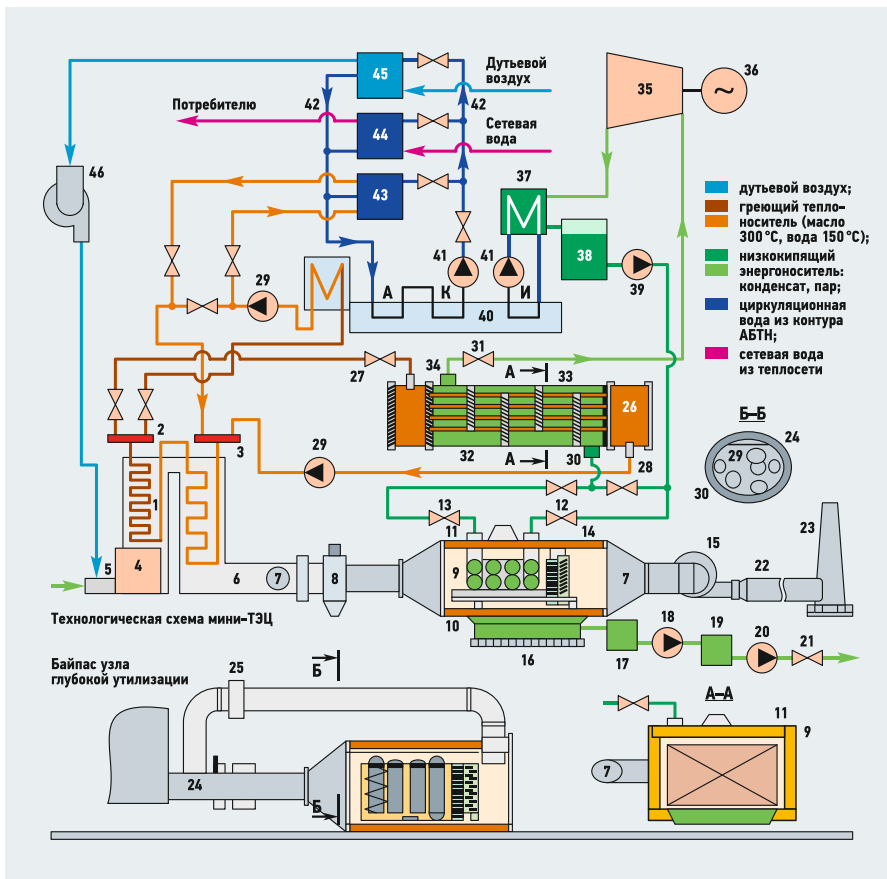 45
Дутьевой
воздух
36
35
~
Потребителю
42
42
44
Сетевая
вода
46
37
43
дутьевой воздух;
греющий тепло-
носитель (масло
300 °С, вода 150 °С);
низкокипящий
энергоноситель:
конденсат, пар;
циркуляционная
вода из контура
АБТН;
сетевая вода
из теплосети
41
41
38
39
29
А
К
И
40
31
27
34
А
33
26
Б–Б
2
3
24
29
32
А
30
28
29
30
1
13
12
11
14
23
15
5
4
6
7
8
9
7
22
Технологическая схема мини–ТЭЦ
10
18
19
20
21
16
17
Байпас узла
глубокой утилизации
25
Б
А–А
11
9
7
24
Б